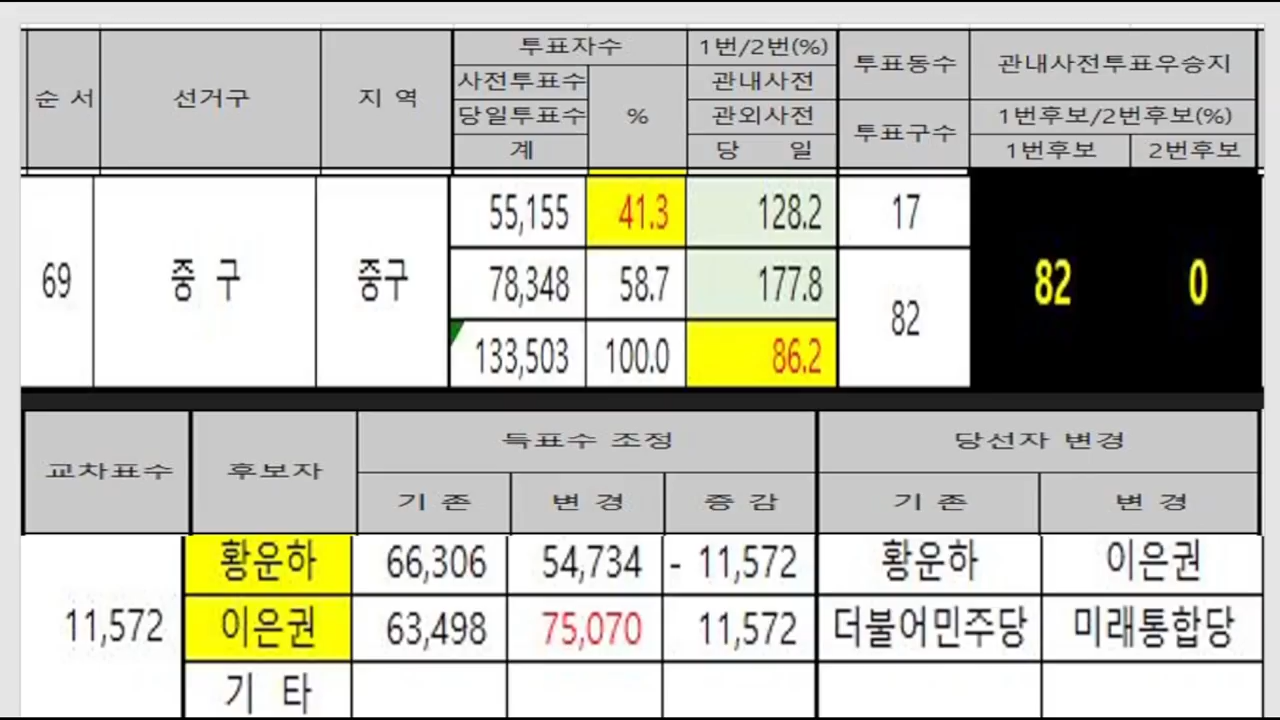 순 서 선거구 지 역 투표자수 1번/2번(%) 투표동수 관내사전투표우승지
사전투표수 % 관내사전
당일투표수 관외사전 투표구수 1번후보/2번후보(%)
계 당 일 1번후보 2번후보
69 중 구 중구 55,155 41.3 128.2 17 82 0
78,348 58.7 177.8 82
133,503 100.0 86.2
교차표수 후보자 득표수 조정 당선자 변경
기 존 변 경 증 감 기 존 변 경
11,572 황운하 66,306 54,734 - 11,572 황운하 이은권
이은권 63,498 75,070 11,572 더불어민주당 미래통합당
기 타